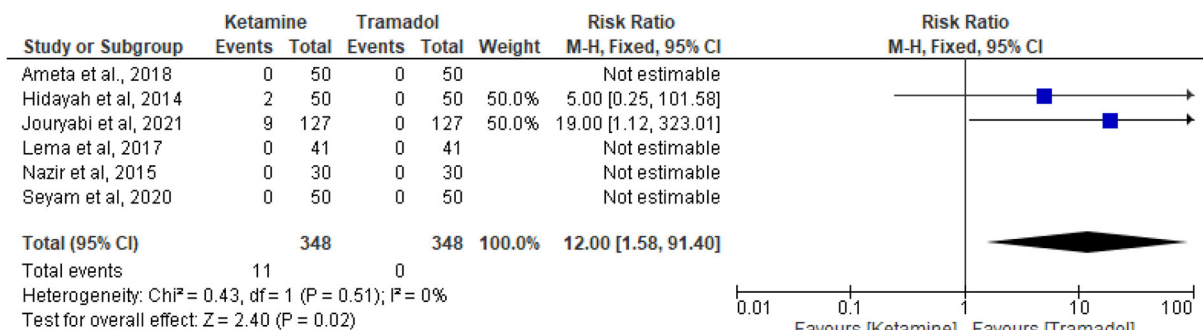 Ketamine Tramadol Risk Ratio Risk Ratio
Study or Subgroup Events Total Events Total Weight M-H, Fixed, 95% CI M-H, Fixed, 95% CI
Ameta et al., 2018 0 50 0 50 Not estimable
Hidayah et al, 2014 2 50 0 50 50.0% 5.00 [0.25, 101.58]
Jouryabi et al, 2021 9 127 0 127 50.0% 19.00 [1.12, 323.01]
Lema et al, 2017 0 41 0 41 Not estimable
Nazir et al, 2015 0 30 0 30 Not estimable
Seyam et al, 2020 0 50 0 50 Not estimable
Total (95% CI) 348 348 100.0% 12.00 [1.58, 91.40]
Total events 11 0
Heterogeneity: Chi² = 0.43, df = 1 (P = 0.51); I² = 0%
Test for overall effect: Z = 2.40 (P = 0.02)
0.01 0.1 1 10 100
Favours [Ketamine] Favours [Tramadol]